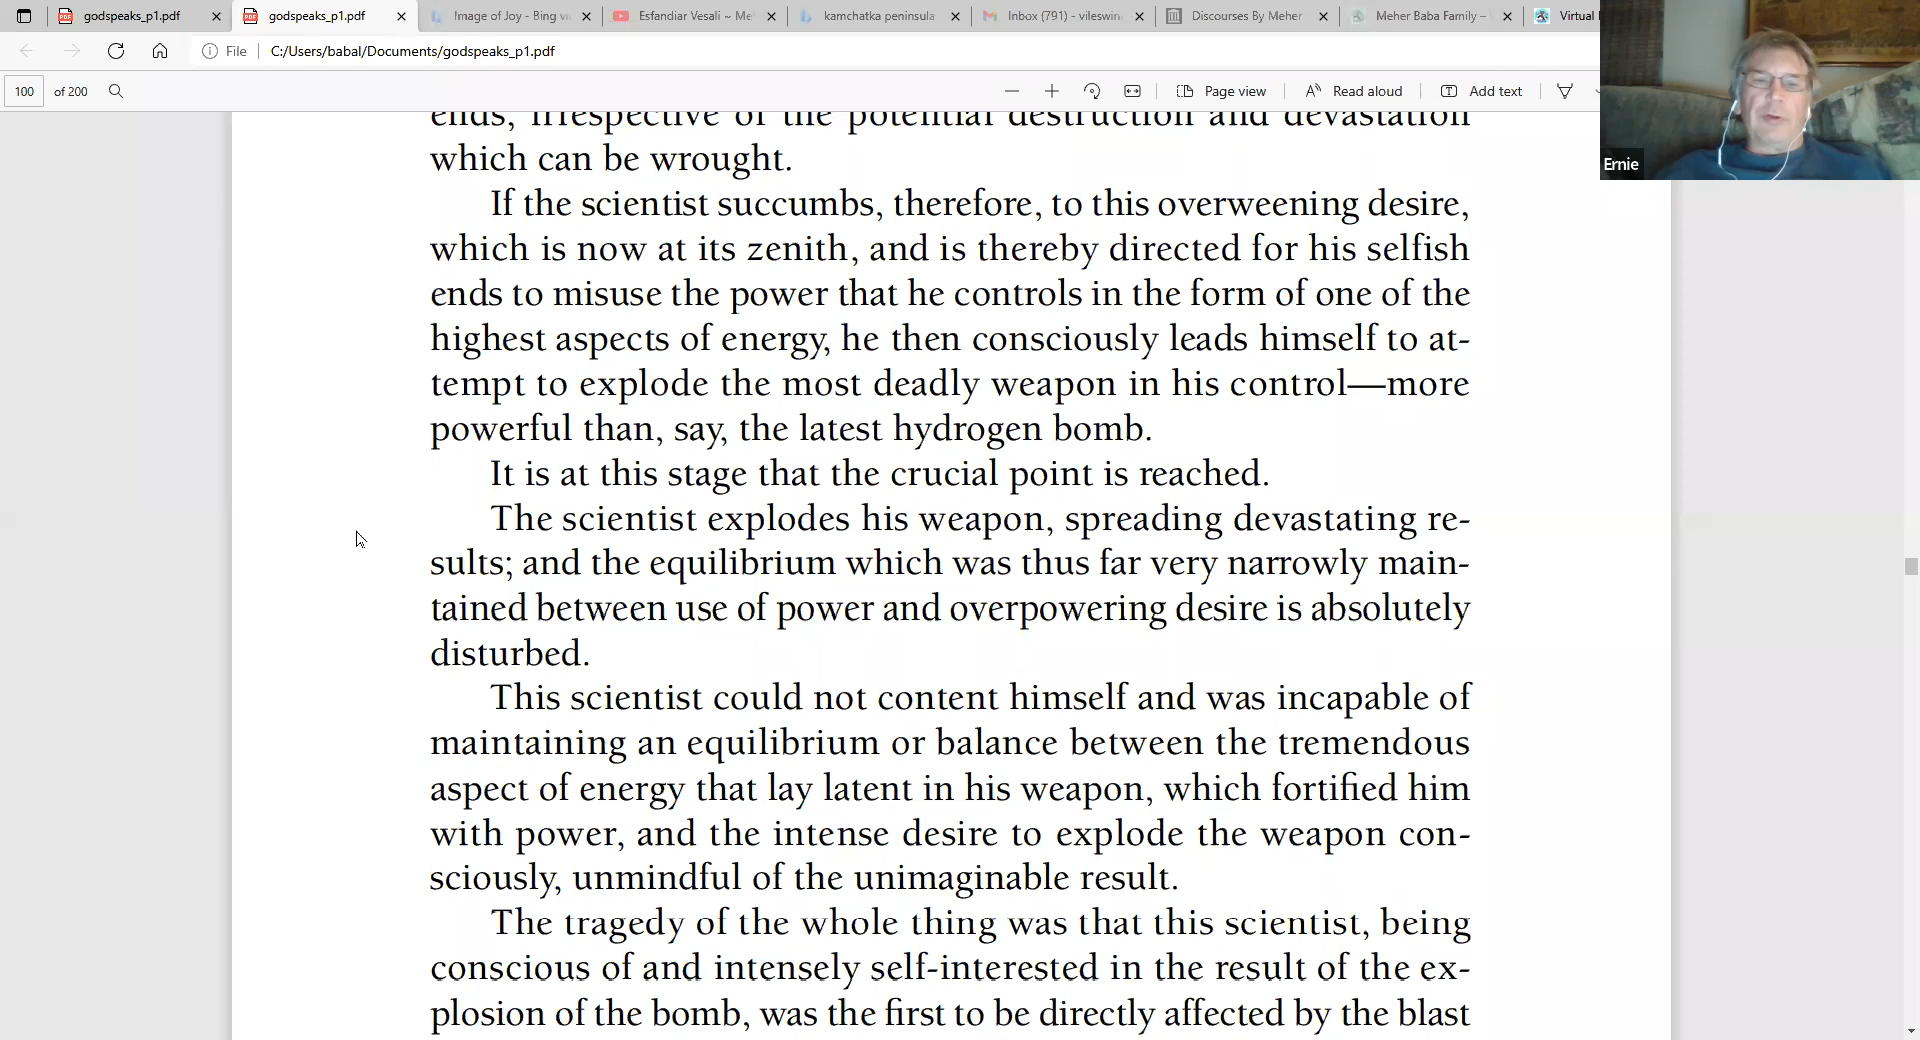 godspeaks_p1.pdf
godspeaks_p1.pdf
Image of Joy - Bing vi
Esfandiar Vesali ~ Me
kamchatka peninsula
Inbox (791) - vileswin
Discourses By Meher
Meher Baba Family –
Virtual
File
C:/Users/babal/Documents/godspeaks_p1.pdf
100 of 200
Page view
Read aloud
Add text
Ernie
ends, irrespective of the potential destruction and devastation
which can be wrought.
If the scientist succumbs, therefore, to this overweening desire,
which is now at its zenith, and is thereby directed for his selfish
ends to misuse the power that he controls in the form of one of the
highest aspects of energy, he then consciously leads himself to at-
tempt to explode the most deadly weapon in his control—more
powerful than, say, the latest hydrogen bomb.
It is at this stage that the crucial point is reached.
The scientist explodes his weapon, spreading devastating re-
sults; and the equilibrium which was thus far very narrowly main-
tained between use of power and overpowering desire is absolutely
disturbed.
This scientist could not content himself and was incapable of
maintaining an equilibrium or balance between the tremendous
aspect of energy that lay latent in his weapon, which fortified him
with power, and the intense desire to explode the weapon con-
sciously, unmindful of the unimaginable result.
The tragedy of the whole thing was that this scientist, being
conscious of and intensely self-interested in the result of the ex-
plosion of the bomb, was the first to be directly affected by the blast